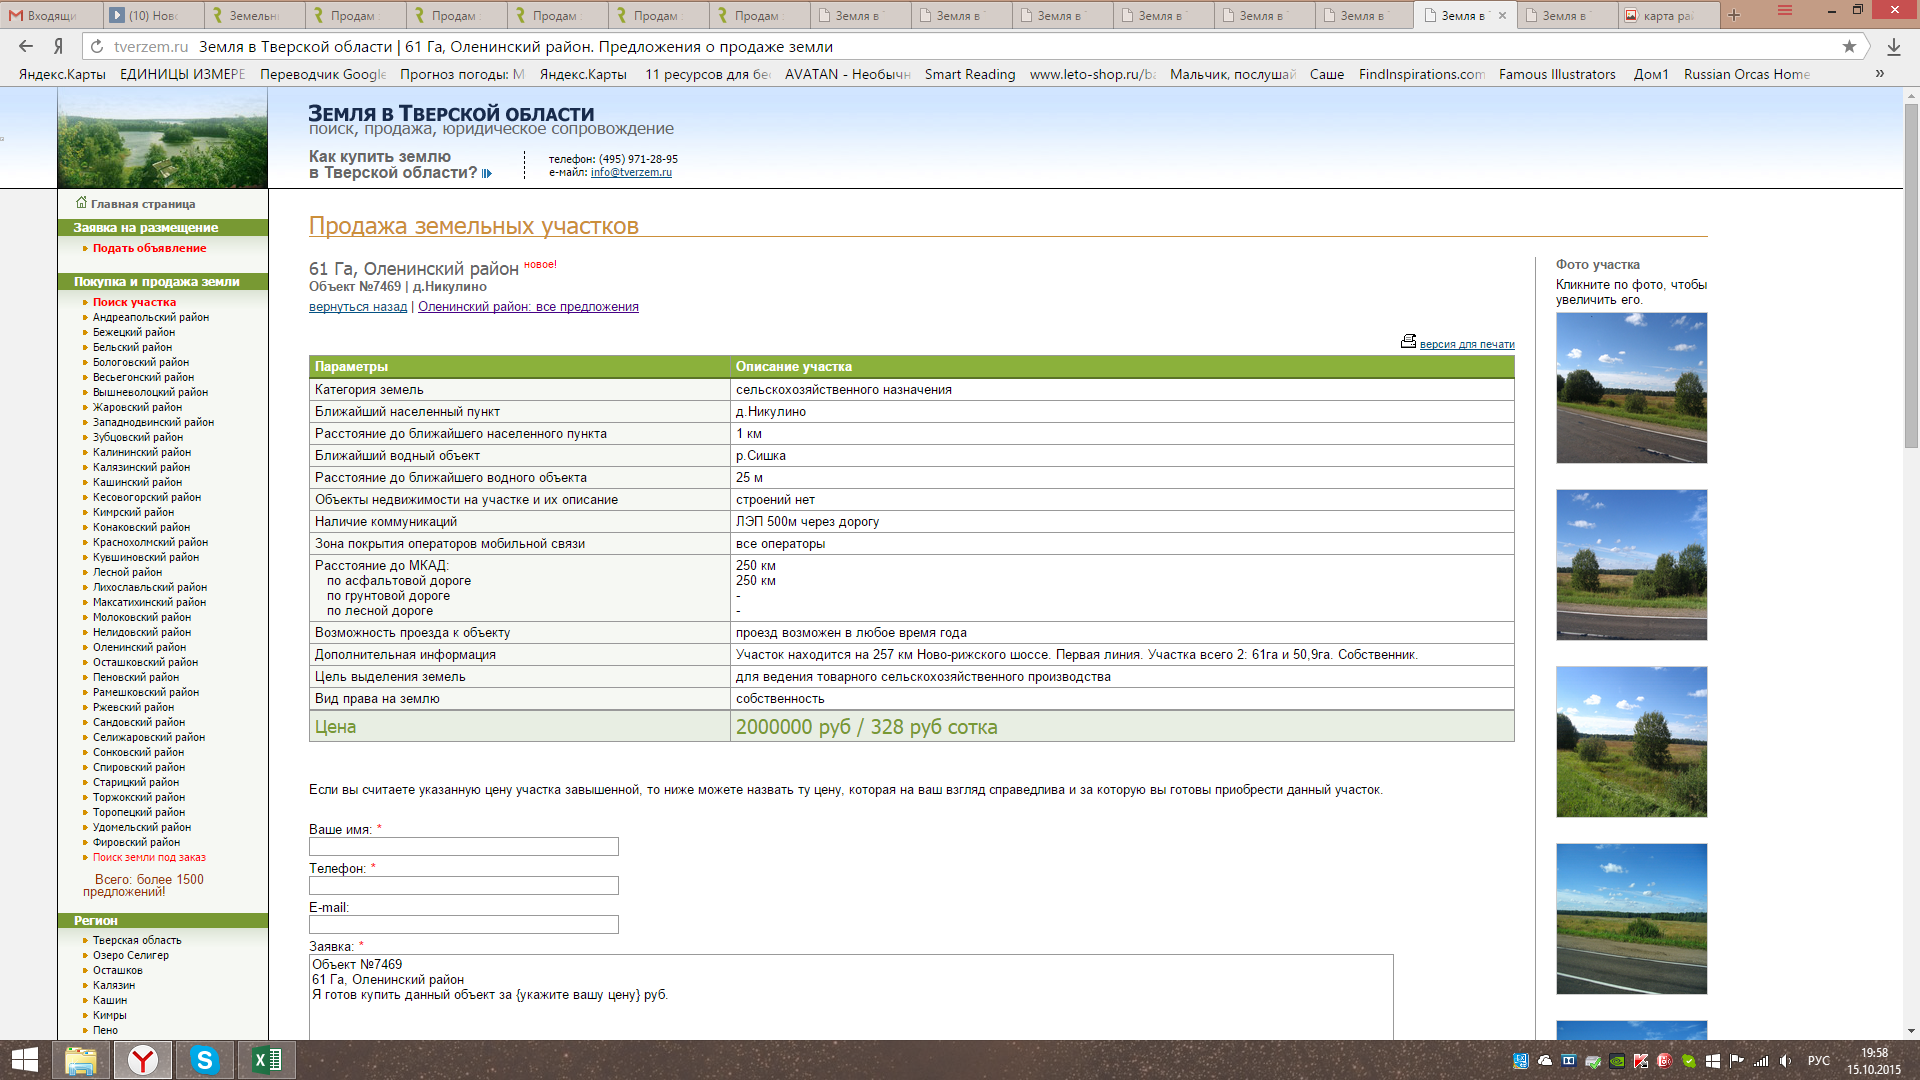 Входящи
(10) Ново
Земельн
Продам
Продам
Продам
Продам
Продам
Земля в
Земля в
Земля в
Земля в
Земля в
Земля в
Земля в
Земля в
карта ра
tverzem.ru Земля в Тверской области | 61 Га, Оленинский район. Предложения о продаже земли
Яндекс.Карты
ЕДИНИЦЫ ИЗМЕРЕ
Переводчик Google
Прогноз погоды: М
Яндекс.Карты
11 ресурсов для бе
AVATAN - Необычн
Smart Reading
www.leto-shop.ru/ba
Мальчик, послушай
Саше
FindInspirations.com
Famous Illustrators
Дом1
Russian Orcas Home
ЗЕМЛЯ В ТВЕРСКОЙ ОБЛАСТИ
поиск, продажа, юридическое сопровождение
Как купить землю
в Тверской области?
телефон: (495) 971-28-95
е-майл: info@tverzem.ru
Главная страница
Заявка на размещение
Подать объявление
Покупка и продажа земли
Поиск участка
Андреапольский район
Бежецкий район
Бельский район
Бологовский район
Весьегонский район
Вышневолоцкий район
Жарковский район
Западнодвинский район
Зубцовский район
Калининский район
Калязинский район
Кашинский район
Кесовогорский район
Кимрский район
Конаковский район
Краснохолмский район
Кувшиновский район
Лесной район
Лихославльский район
Максатихинский район
Молоковский район
Нелидовский район
Оленинский район
Осташковский район
Пеновский район
Рамешковский район
Ржевский район
Сандовский район
Селижаровский район
Сонковский район
Спировский район
Старицкий район
Торжокский район
Торопецкий район
Удомельский район
Фировский район
Поиск земли под заказ
Всего: более 1500
предложений!
Регион
Тверская область
Озеро Селигер
Осташков
Калязин
Кашин
Кимры
Пено
Продажа земельных участков
61 Га, Оленинский район новое!
Объект №7469 | д.Никулино
вернуться назад | Оленинский район: все предложения
версия для печати
Параметры Описание участка
Категория земель сельскохозяйственного назначения
Ближайший населенный пункт д.Никулино
Расстояние до ближайшего населенного пункта 1 км
Ближайший водный объект р.Сишка
Расстояние до ближайшего водного объекта 25 м
Объекты недвижимости на участке и их описание строений нет
Наличие коммуникаций ЛЭП 500м через дорогу
Зона покрытия операторов мобильной связи все операторы
Расстояние до МКАД: 250 км
по асфальтовой дороге 250 км
по грунтовой дороге -
по лесной дороге -
Возможность проезда к объекту проезд возможен в любое время года
Дополнительная информация Участок находится на 257 км Ново-рижского шоссе. Первая линия. Участка всего 2: 61га и 50,9га. Собственник.
Цель выделения земель для ведения товарного сельскохозяйственного производства
Вид права на землю собственность
Цена 2000000 руб / 328 руб сотка
Если вы считаете указанную цену участка завышенной, то ниже можете назвать ту цену, которая на ваш взгляд справедлива и за которую вы готовы приобрести данный участок.
Ваше имя: *
Телефон: *
E-mail:
Заявка: *
Объект №7469
61 Га, Оленинский район
Я готов купить данный объект за {укажите вашу цену} руб.
Фото участка
Кликните по фото, чтобы
увеличить его.
РУС
19:58
15.10.2015